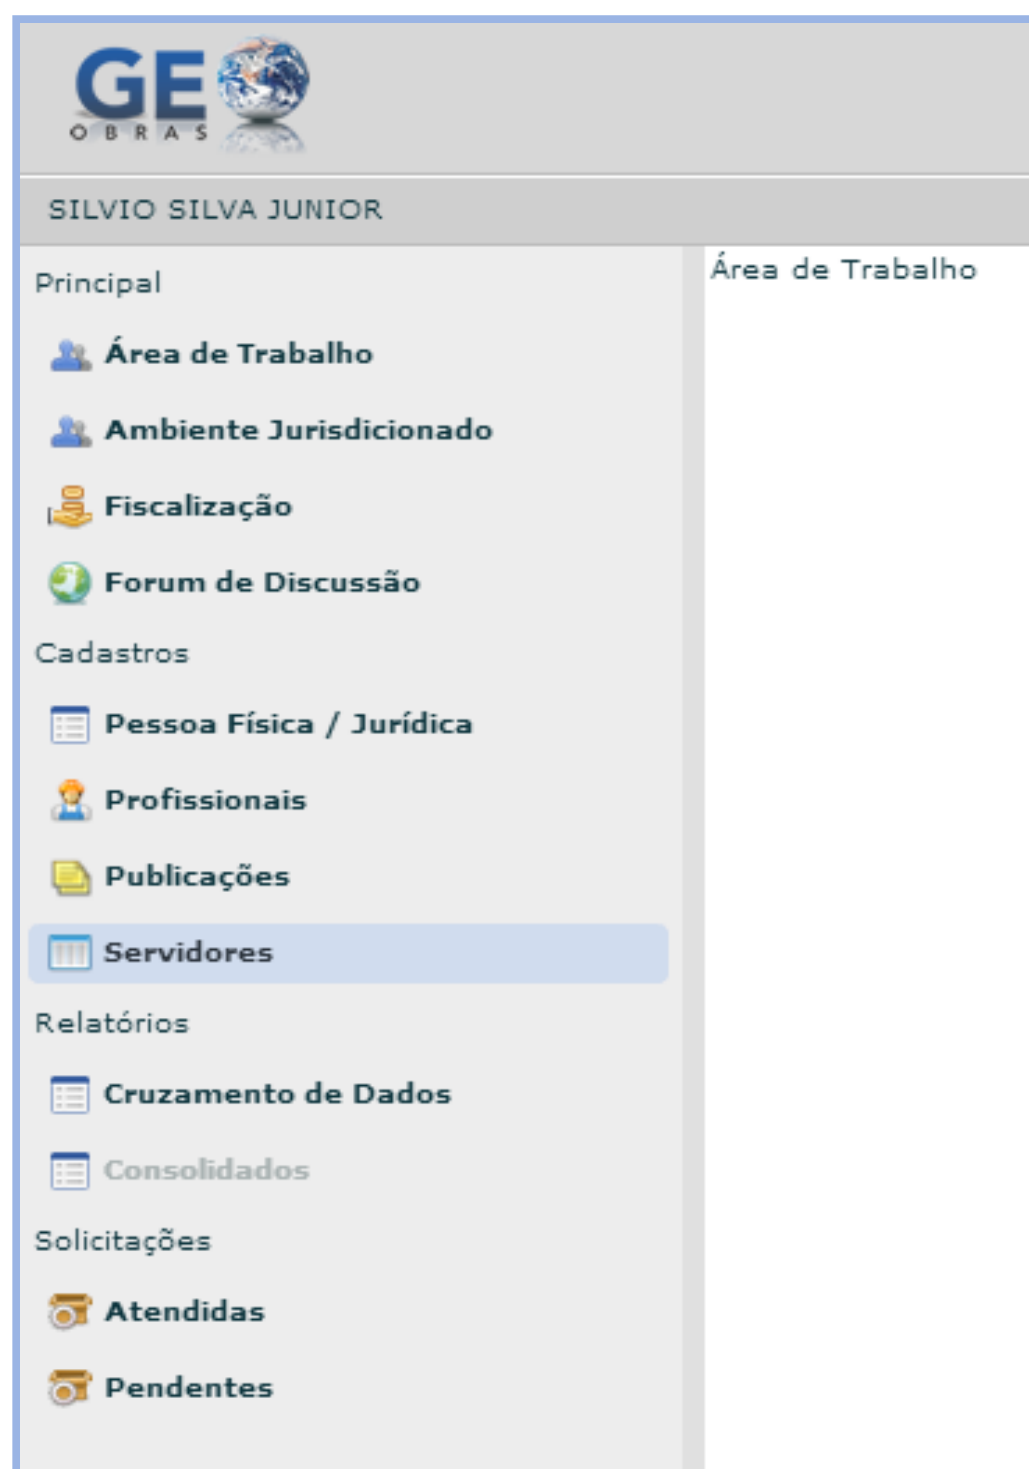 GEO
OBRAS
SILVIO SILVA JUNIOR
Principal
Área de Trabalho
Ambiente Jurisdicionado
Fiscalização
Forum de Discussão
Cadastros
Pessoa Física / Jurídica
Profissionais
Publicações
Servidores
Relatórios
Cruzamento de Dados
Consolidados
Solicitações
Atendidas
Pendentes
Área de Trabalho